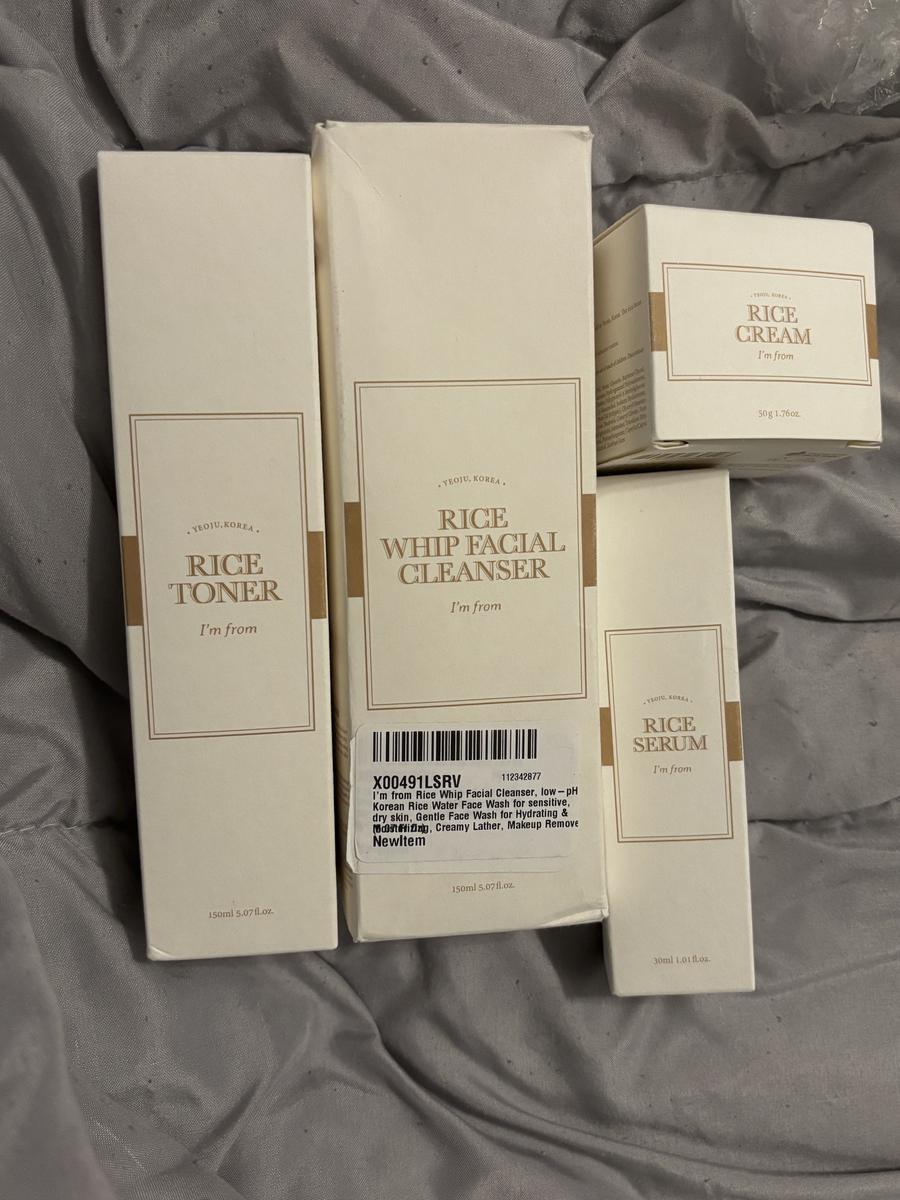 • YEOJU, KOREA •
RICE
TONER
I'm from
150ml 5.07fl.oz.
• YEOJU, KOREA •
RICE
WHIP FACIAL
CLEANSER
I'm from
X00491LSRV
112342877
I'm from Rice Whip Facial Cleanser, low-pH
Korean Rice Water Face Wash for sensitive,
dry skin, Gentle Face Wash for Hydrating &
Creamy Lather, Makeup Remove
NewItem
150ml 5.07fl.oz.
• YEOJU, KOREA •
RICE
CREAM
I'm from
50g 1.76oz.
• YEOJU, KOREA •
RICE
SERUM
I'm from
30ml 1.01fl.oz.